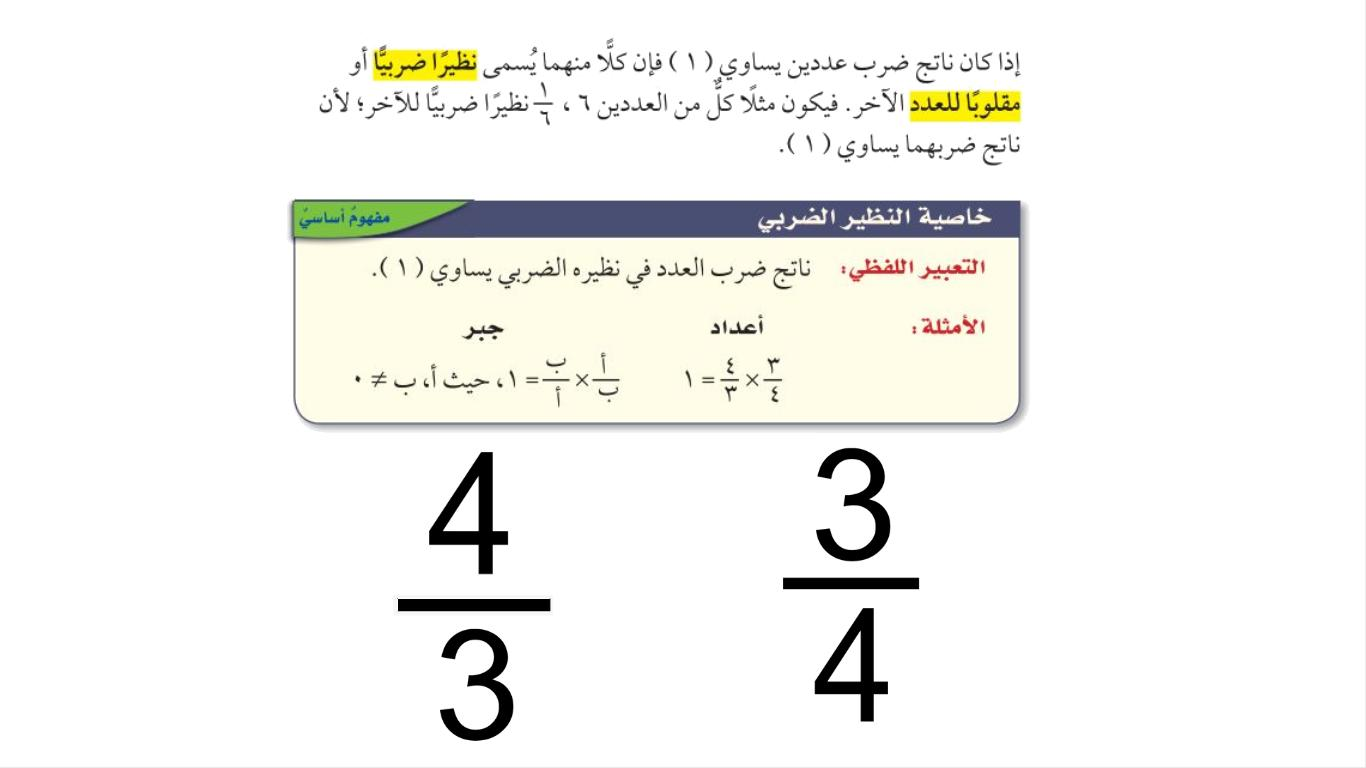 إذا كان ناتج ضرب عددين يساوي ( ١ ) فإن كلًّا منهما يُسمى نظيرًا ضربيًّا أو
مقلوبًا للعدد الآخر. فيكون مثلًا كلٌّ من العددين ٦ ، ١/٦ نظيرًا ضربيًّا للآخر؛ لأن
ناتج ضربهما يساوي ( ١ ).
خاصية النظير الضربي مفهومٌ أساسيٌّ
التعبير اللفظي: ناتج ضرب العدد في نظيره الضربي يساوي ( ١ ).
الأمثلة: أعداد جبر
٣/٤ × ٤/٣ = ١ أ/ب × ب/أ = ١، حيث أ، ب ≠ ٠
3/4 4/3